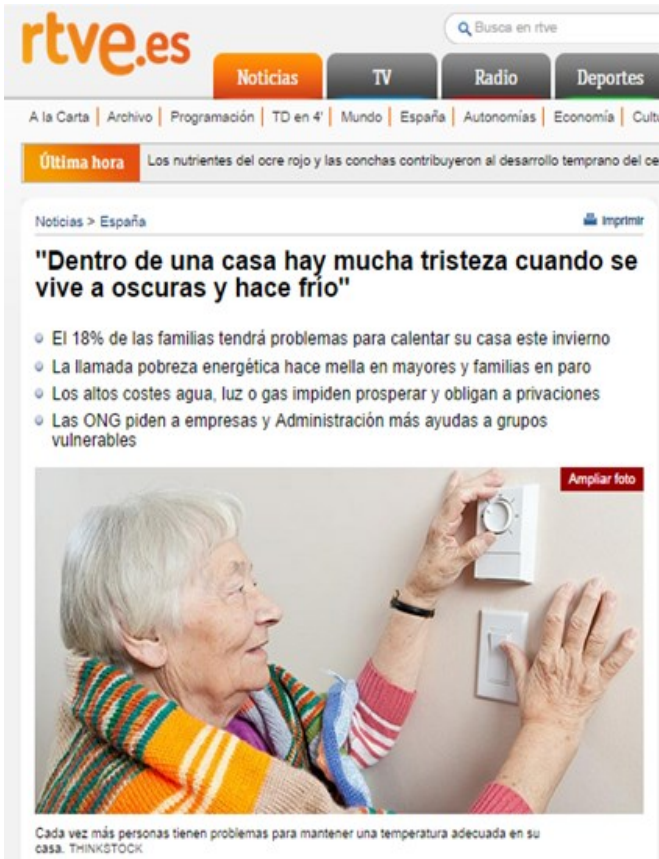 rtve.es
Busca en rtve
Noticias TV Radio Deportes
A la Carta | Archivo | Programación | TD en 4' | Mundo | España | Autonomías | Economía | Cultu
Última hora Los nutrientes del ocre rojo y las conchas contribuyeron al desarrollo temprano del ce
Noticias > España Imprimir
"Dentro de una casa hay mucha tristeza cuando se
vive a oscuras y hace frío"
El 18% de las familias tendrá problemas para calentar su casa este invierno
La llamada pobreza energética hace mella en mayores y familias en paro
Los altos costes agua, luz o gas impiden prosperar y obligan a privaciones
Las ONG piden a empresas y Administración más ayudas a grupos
vulnerables
Ampliar foto
Cada vez más personas tienen problemas para mantener una temperatura adecuada en su
casa. THINKSTOCK